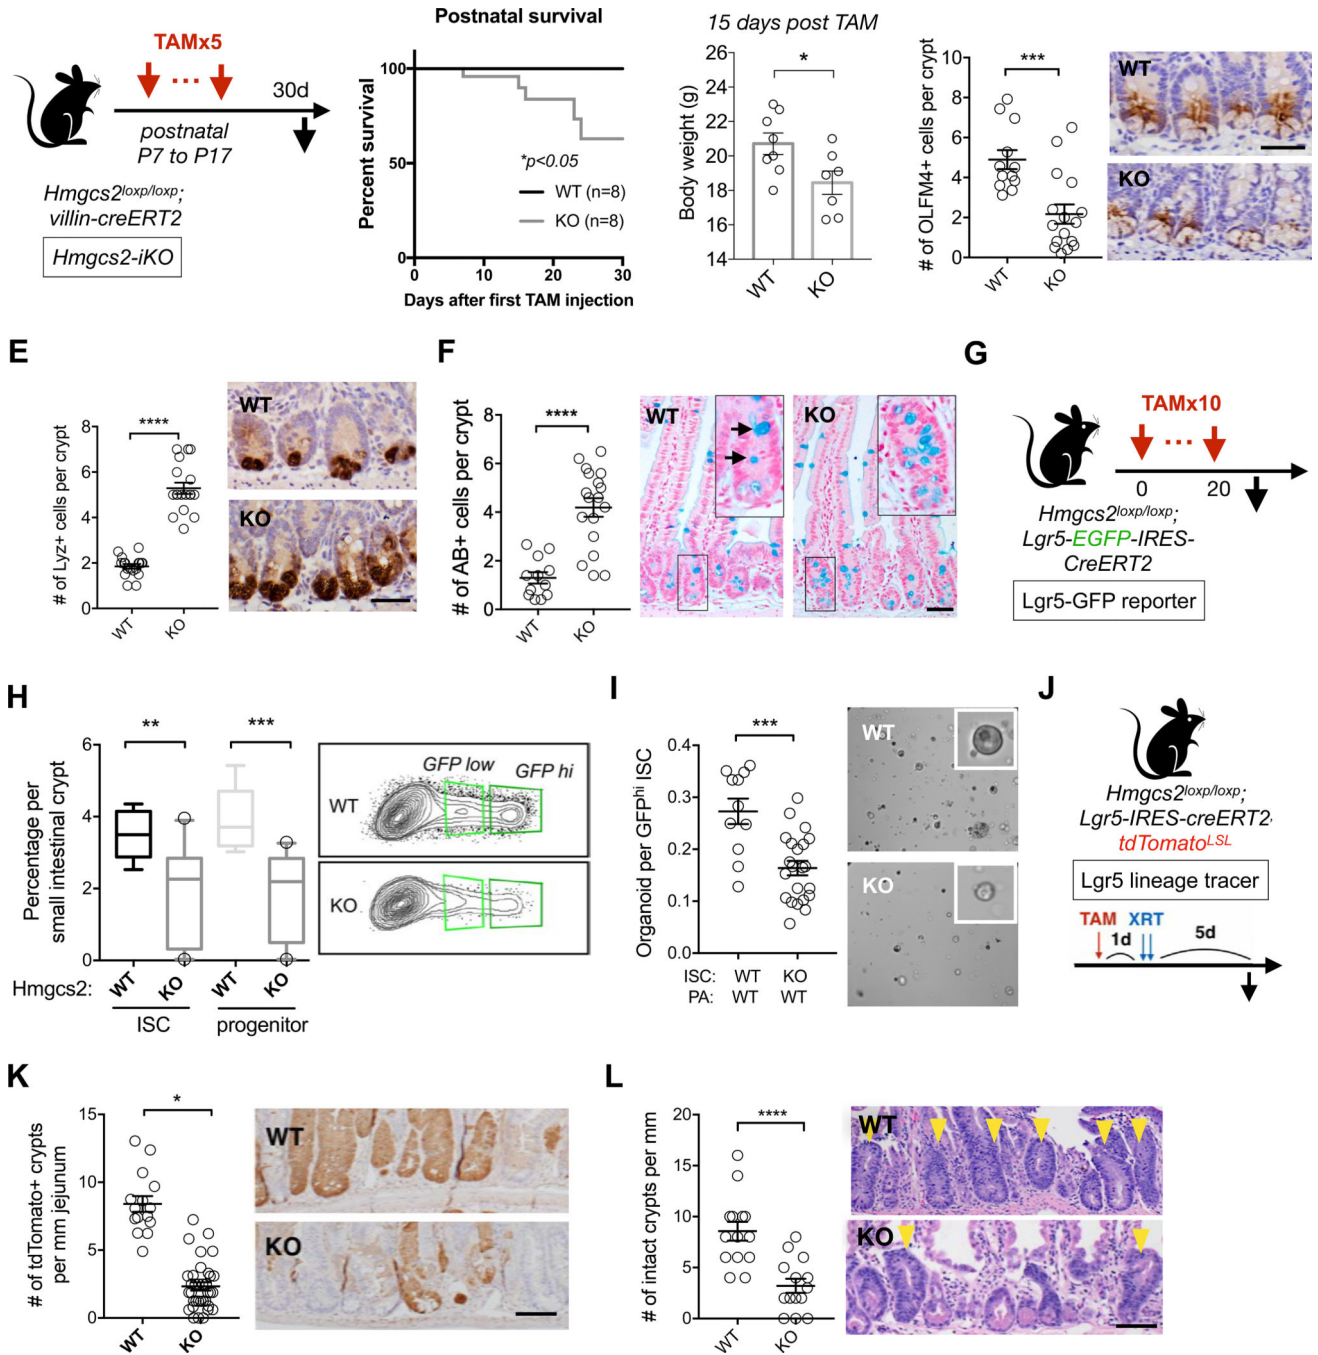 TAMx5
30d
postnatal
P7 to P17
Hmgcs2loxp/loxp;
villin-creERT2
Hmgcs2-iKO
Postnatal survival
Percent survival
100
50
0
*p<0.05
WT (n=8)
KO (n=8)
0 10 20 30
Days after first TAM injection
15 days post TAM
Body weight (g)
26
24
22
20
18
16
14
*
WT KO
# of OLFM4+ cells per crypt
10
8
6
4
2
0
***
WT KO
WT
KO
E
# of Lyz+ cells per crypt
8
6
4
2
0
****
WT KO
WT
KO
F
# of AB+ cells per crypt
8
6
4
2
0
****
WT KO
WT
KO
G
TAMx10
0 20
Hmgcs2loxp/loxp;
Lgr5-EGFP-IRES-
CreERT2
Lgr5-GFP reporter
H
Percentage per
small intestinal crypt
6
4
2
0
** ***
Hmgcs2: WT KO WT KO
ISC progenitor
GFP low GFP hi
WT
KO
I
Organoid per GFPhi ISC
0.4
0.3
0.2
0.1
0.0
***
ISC: WT KO
PA: WT WT
WT
KO
J
Hmgcs2loxp/loxp;
Lgr5-IRES-creERT2,
tdTomatoLSL
Lgr5 lineage tracer
TAM XRT
1d 5d
K
# of tdTomato+ crypts
per mm jejunum
15
10
5
0
*
WT KO
WT
KO
L
# of intact crypts per mm
20
15
10
5
0
****
WT KO
WT
KO